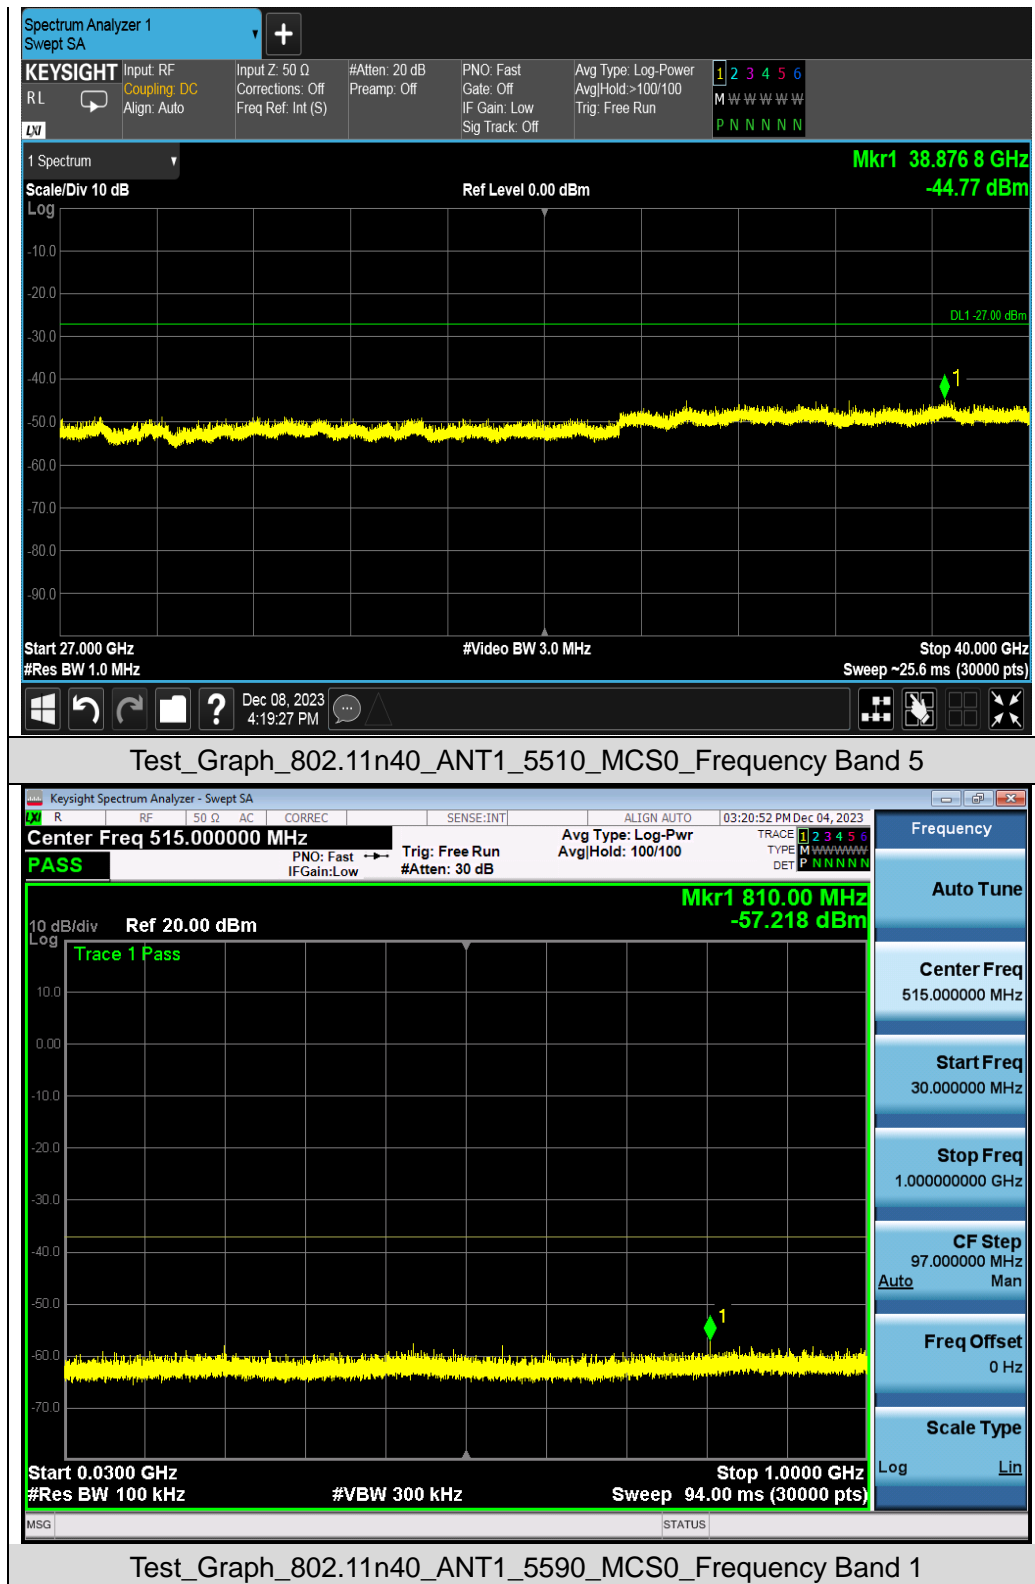 Spectrum Analyzer 1
Swept SA
+
KEYSIGHT
R L
LXI
Input: RF
Coupling: DC
Align: Auto
Input Z: 50 Ω
Corrections: Off
Freq Ref: Int (S)
#Atten: 20 dB
Preamp: Off
PNO: Fast
Gate: Off
IF Gain: Low
Sig Track: Off
Avg Type: Log-Power
Avg|Hold:>100/100
Trig: Free Run
1 2 3 4 5 6
M W W W W W
P N N N N N
1 Spectrum
Mkr1 38.876 8 GHz
Scale/Div 10 dB
Ref Level 0.00 dBm
-44.77 dBm
Log
-10.0
-20.0
DL1 -27.00 dBm
-30.0
-40.0
1
-50.0
-60.0
-70.0
-80.0
-90.0
Start 27.000 GHz
#Video BW 3.0 MHz
Stop 40.000 GHz
#Res BW 1.0 MHz
Sweep ~25.6 ms (30000 pts)
?
Dec 08, 2023
4:19:27 PM
Test_Graph_802.11n40_ANT1_5510_MCS0_Frequency Band 5
Keysight Spectrum Analyzer - Swept SA
LXI R RF 50 Ω AC CORREC SENSE:INT ALIGN AUTO 03:20:52 PM Dec 04, 2023
Center Freq 515.000000 MHz
PASS
PNO: Fast
IFGain:Low
Trig: Free Run
#Atten: 30 dB
Avg Type: Log-Pwr
Avg|Hold: 100/100
TRACE 1 2 3 4 5 6
TYPE M W W W W W
DET P N N N N N
Mkr1 810.00 MHz
-57.218 dBm
10 dB/div
Ref 20.00 dBm
Log
Trace 1 Pass
10.0
0.00
-10.0
-20.0
-30.0
-40.0
-50.0
1
-60.0
-70.0
Start 0.0300 GHz
Stop 1.0000 GHz
#Res BW 100 kHz
#VBW 300 kHz
Sweep 94.00 ms (30000 pts)
MSG
STATUS
Frequency
Auto Tune
Center Freq
515.000000 MHz
Start Freq
30.000000 MHz
Stop Freq
1.000000000 GHz
CF Step
97.000000 MHz
Auto Man
Freq Offset
0 Hz
Scale Type
Log Lin
Test_Graph_802.11n40_ANT1_5590_MCS0_Frequency Band 1